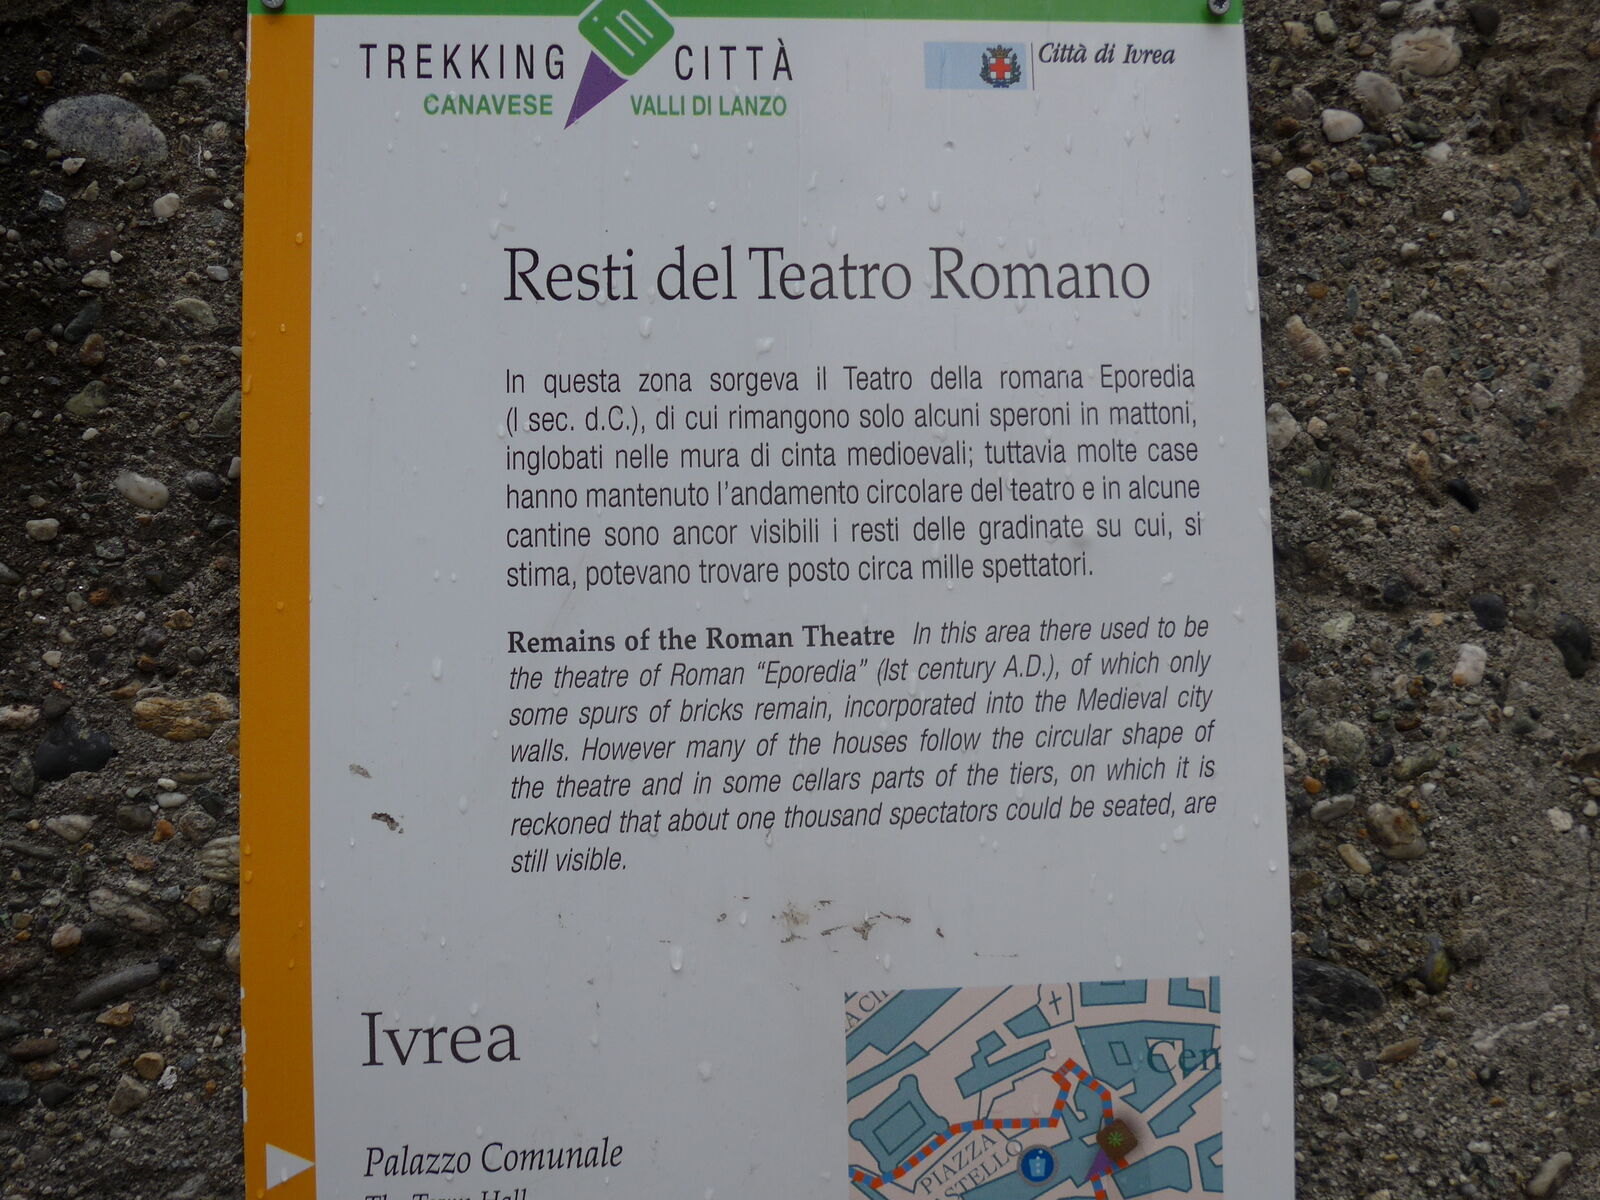 TREKKING in CITTÀ
CANAVESE VALLI DI LANZO
Città di Ivrea
Resti del Teatro Romano
In questa zona sorgeva il Teatro della romana Eporedia
(I sec. d.C.), di cui rimangono solo alcuni speroni in mattoni,
inglobati nelle mura di cinta medioevali; tuttavia molte case
hanno mantenuto l'andamento circolare del teatro e in alcune
cantine sono ancor visibili i resti delle gradinate su cui, si
stima, potevano trovare posto circa mille spettatori.
Remains of the Roman Theatre In this area there used to be
the theatre of Roman “Eporedia” (Ist century A.D.), of which only
some spurs of bricks remain, incorporated into the Medieval city
walls. However many of the houses follow the circular shape of
the theatre and in some cellars parts of the tiers, on which it is
reckoned that about one thousand spectators could be seated, are
still visible.
Ivrea
Palazzo Comunale
The Town Hall
Cen
PIAZZA